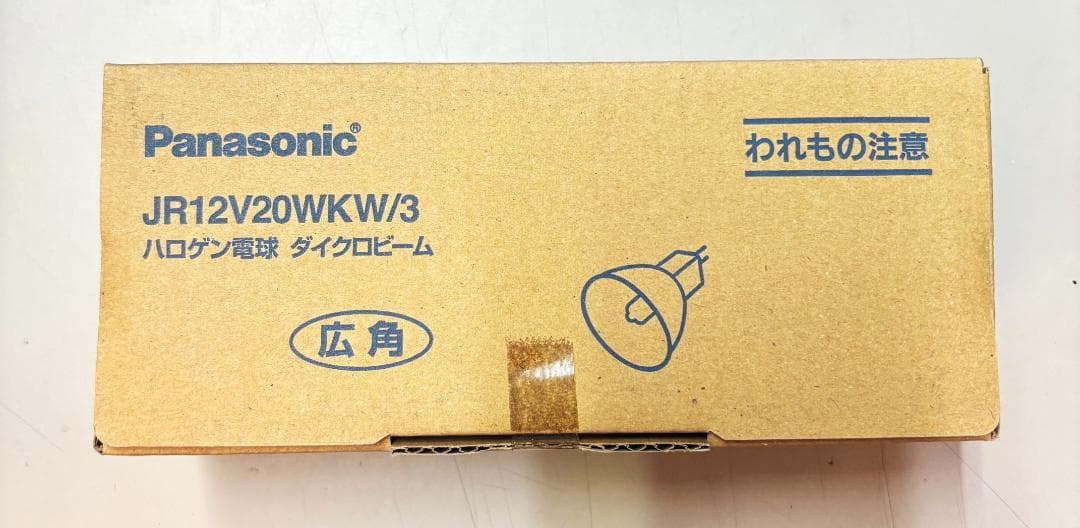 Panasonic®
われもの注意
JR12V20WKW/3
ハロゲン電球 ダイクロビーム
広角